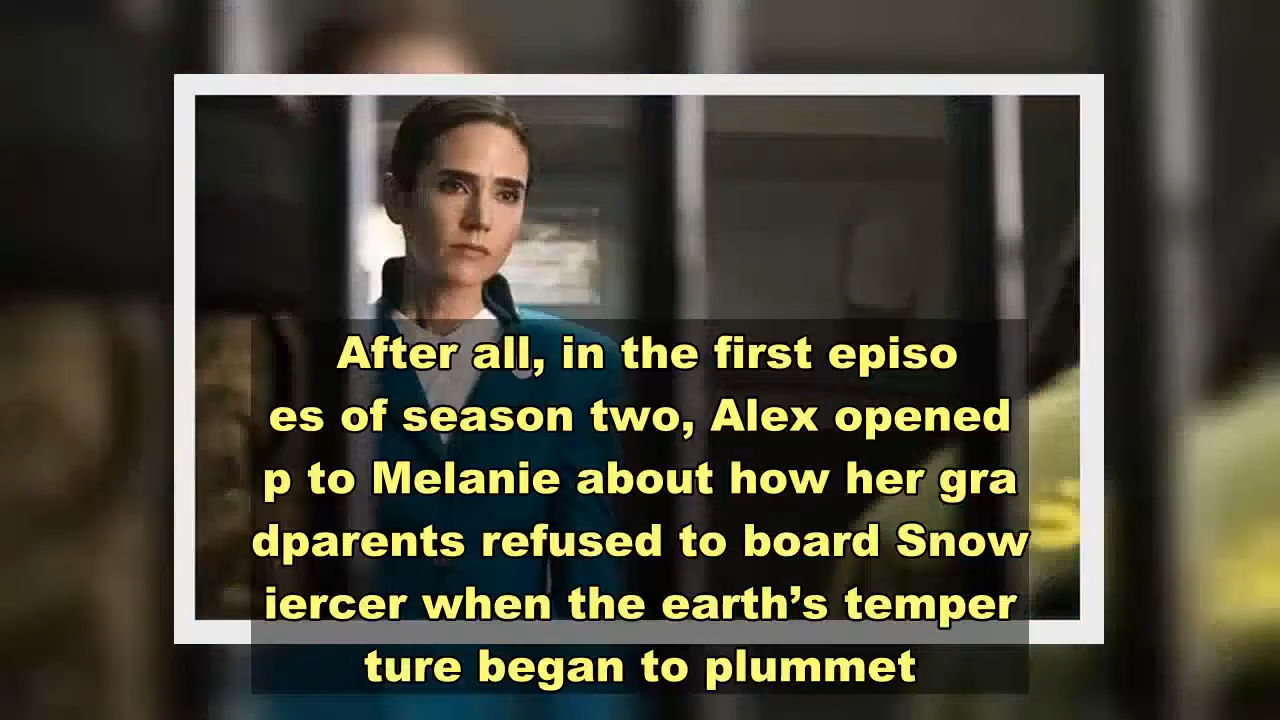 After all, in the first episo
es of season two, Alex opened
p to Melanie about how her gra
dparents refused to board Snow
iercer when the earth’s temper
ture began to plummet